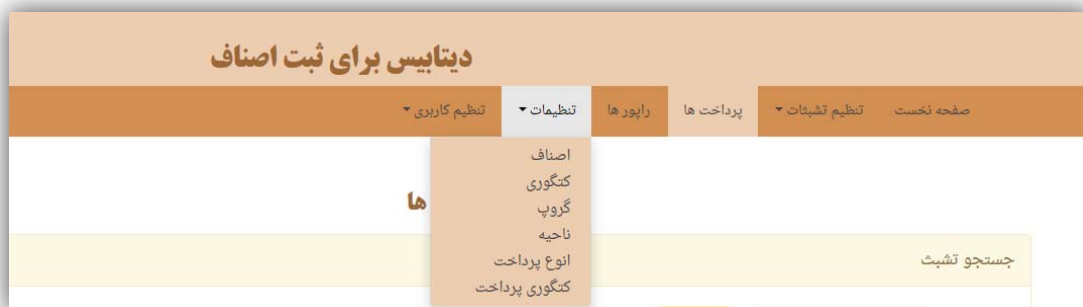 دیتابیس برای ثبت اصناف
صفحه نخست تنظیم تشبثات پرداخت ها راپور ها تنظیمات تنظیم کاربری
اصناف
کتگوری
گروپ
ناحیه
انوع پرداخت
کتگوری پرداخت
ها
جستجو تشبث